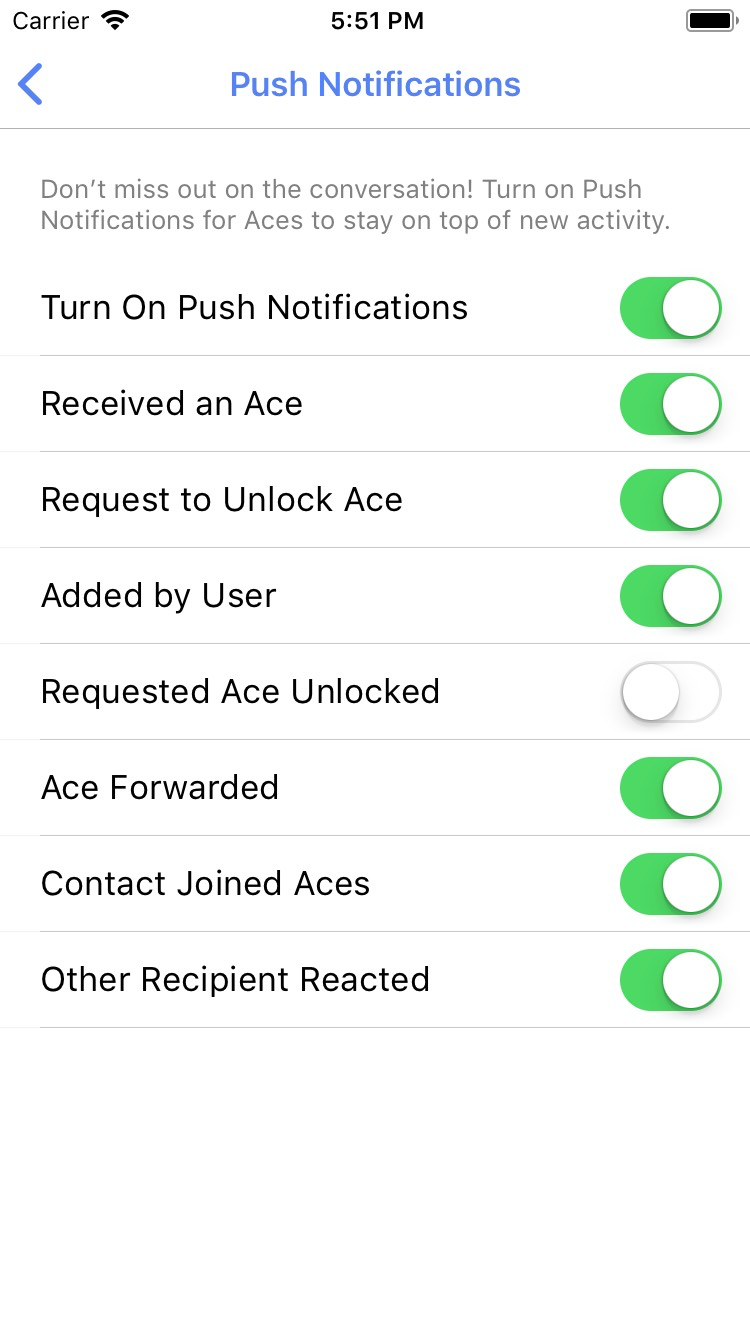 Carrier 5:51 PM
Push Notifications
Don’t miss out on the conversation! Turn on Push
Notifications for Aces to stay on top of new activity.
Turn On Push Notifications
Received an Ace
Request to Unlock Ace
Added by User
Requested Ace Unlocked
Ace Forwarded
Contact Joined Aces
Other Recipient Reacted